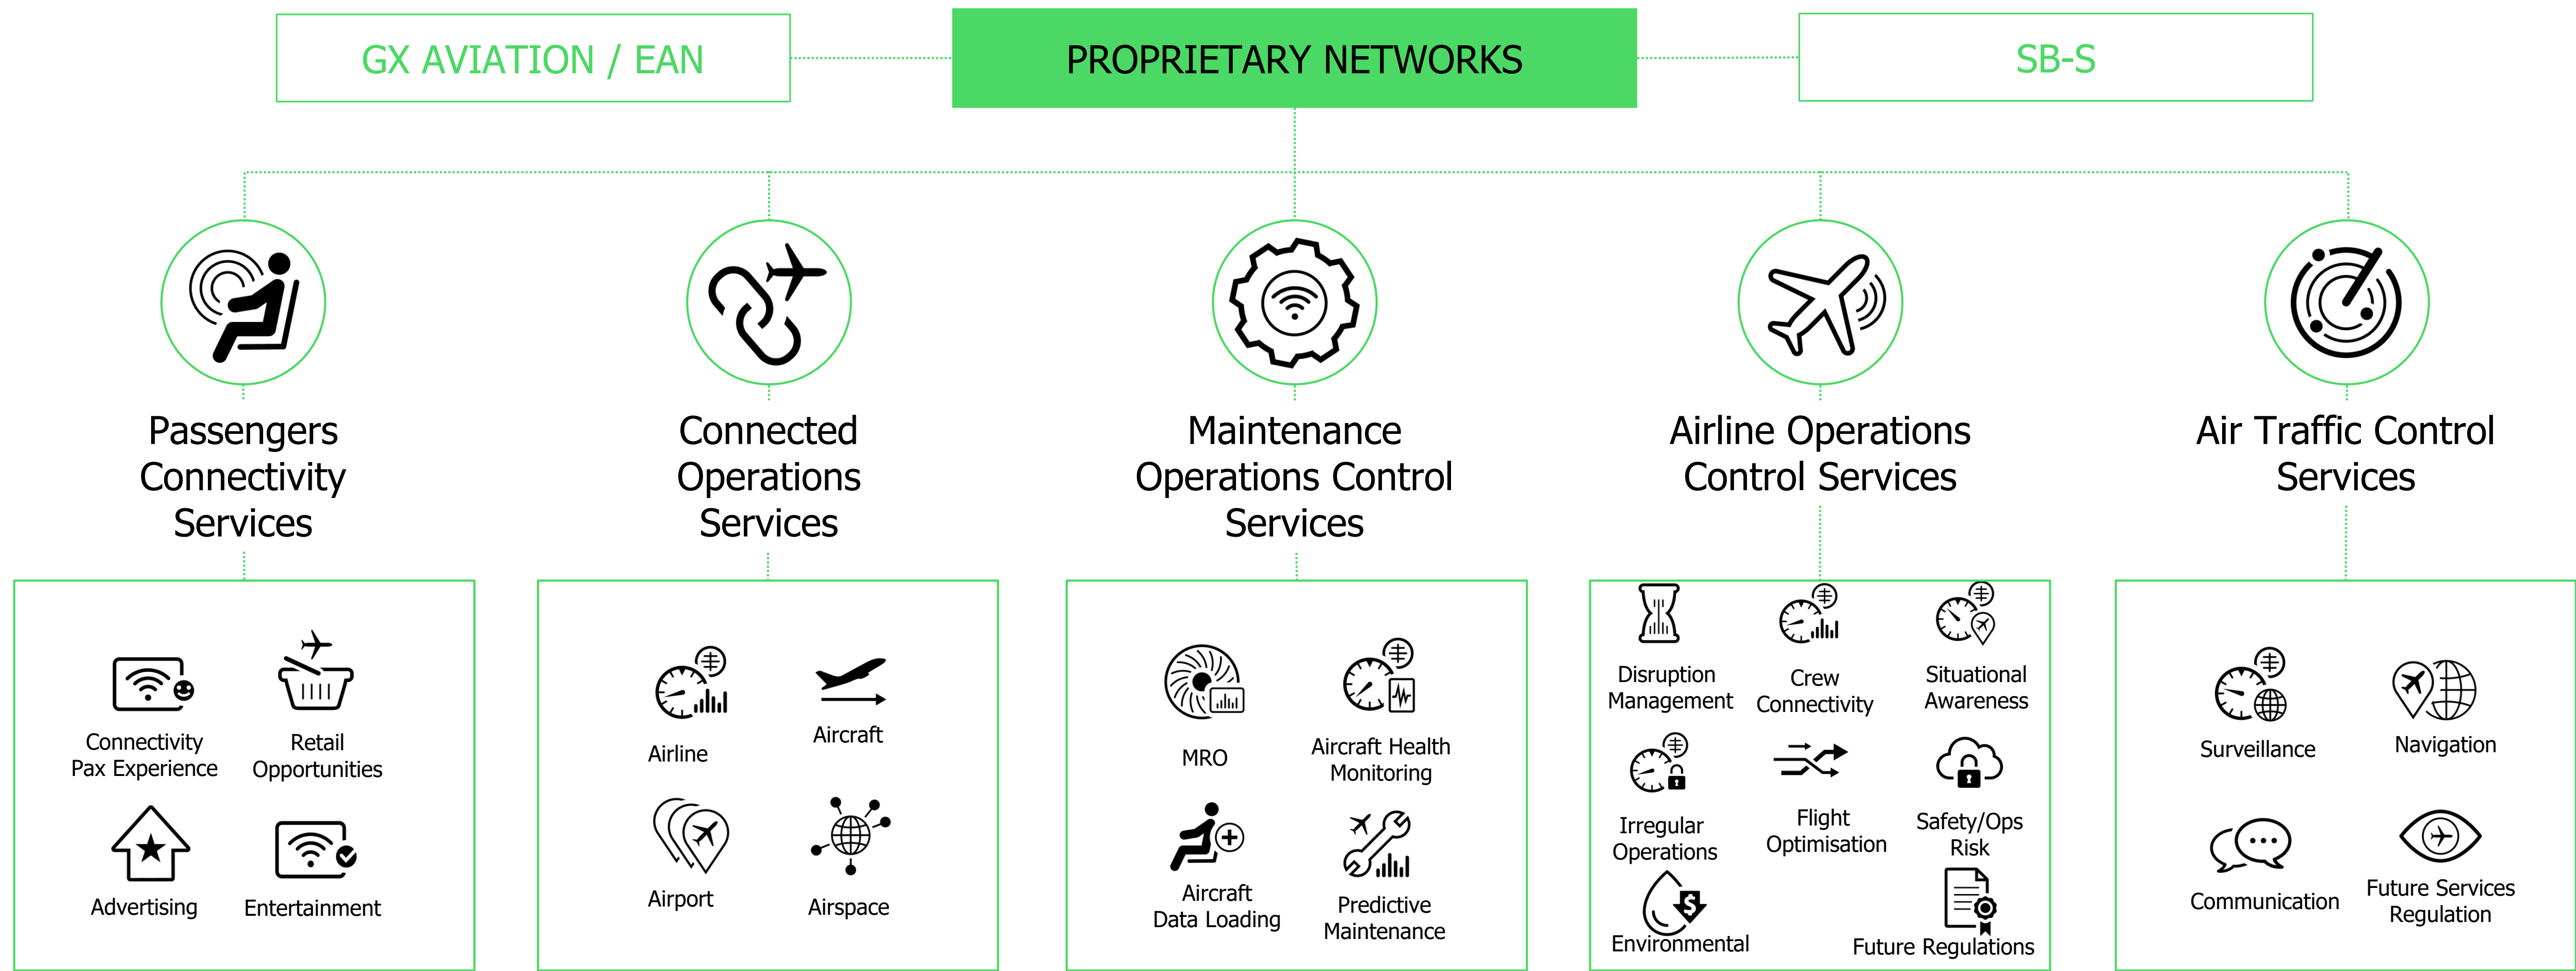 GX AVIATION / EAN
PROPRIETARY NETWORKS
SB-S
Passengers
Connectivity
Services
Connected
Operations
Services
Maintenance
Operations Control
Services
Airline Operations
Control Services
Air Traffic Control
Services
Connectivity
Pax Experience
Retail
Opportunities
Advertising
Entertainment
Airline
Aircraft
Airport
Airspace
MRO
Aircraft Health
Monitoring
Aircraft
Data Loading
Predictive
Maintenance
Disruption
Management
Crew
Connectivity
Situational
Awareness
Irregular
Operations
Flight
Optimisation
Safety/Ops
Risk
$
Environmental
Future Regulations
Surveillance
Navigation
Communication
Future Services
Regulation